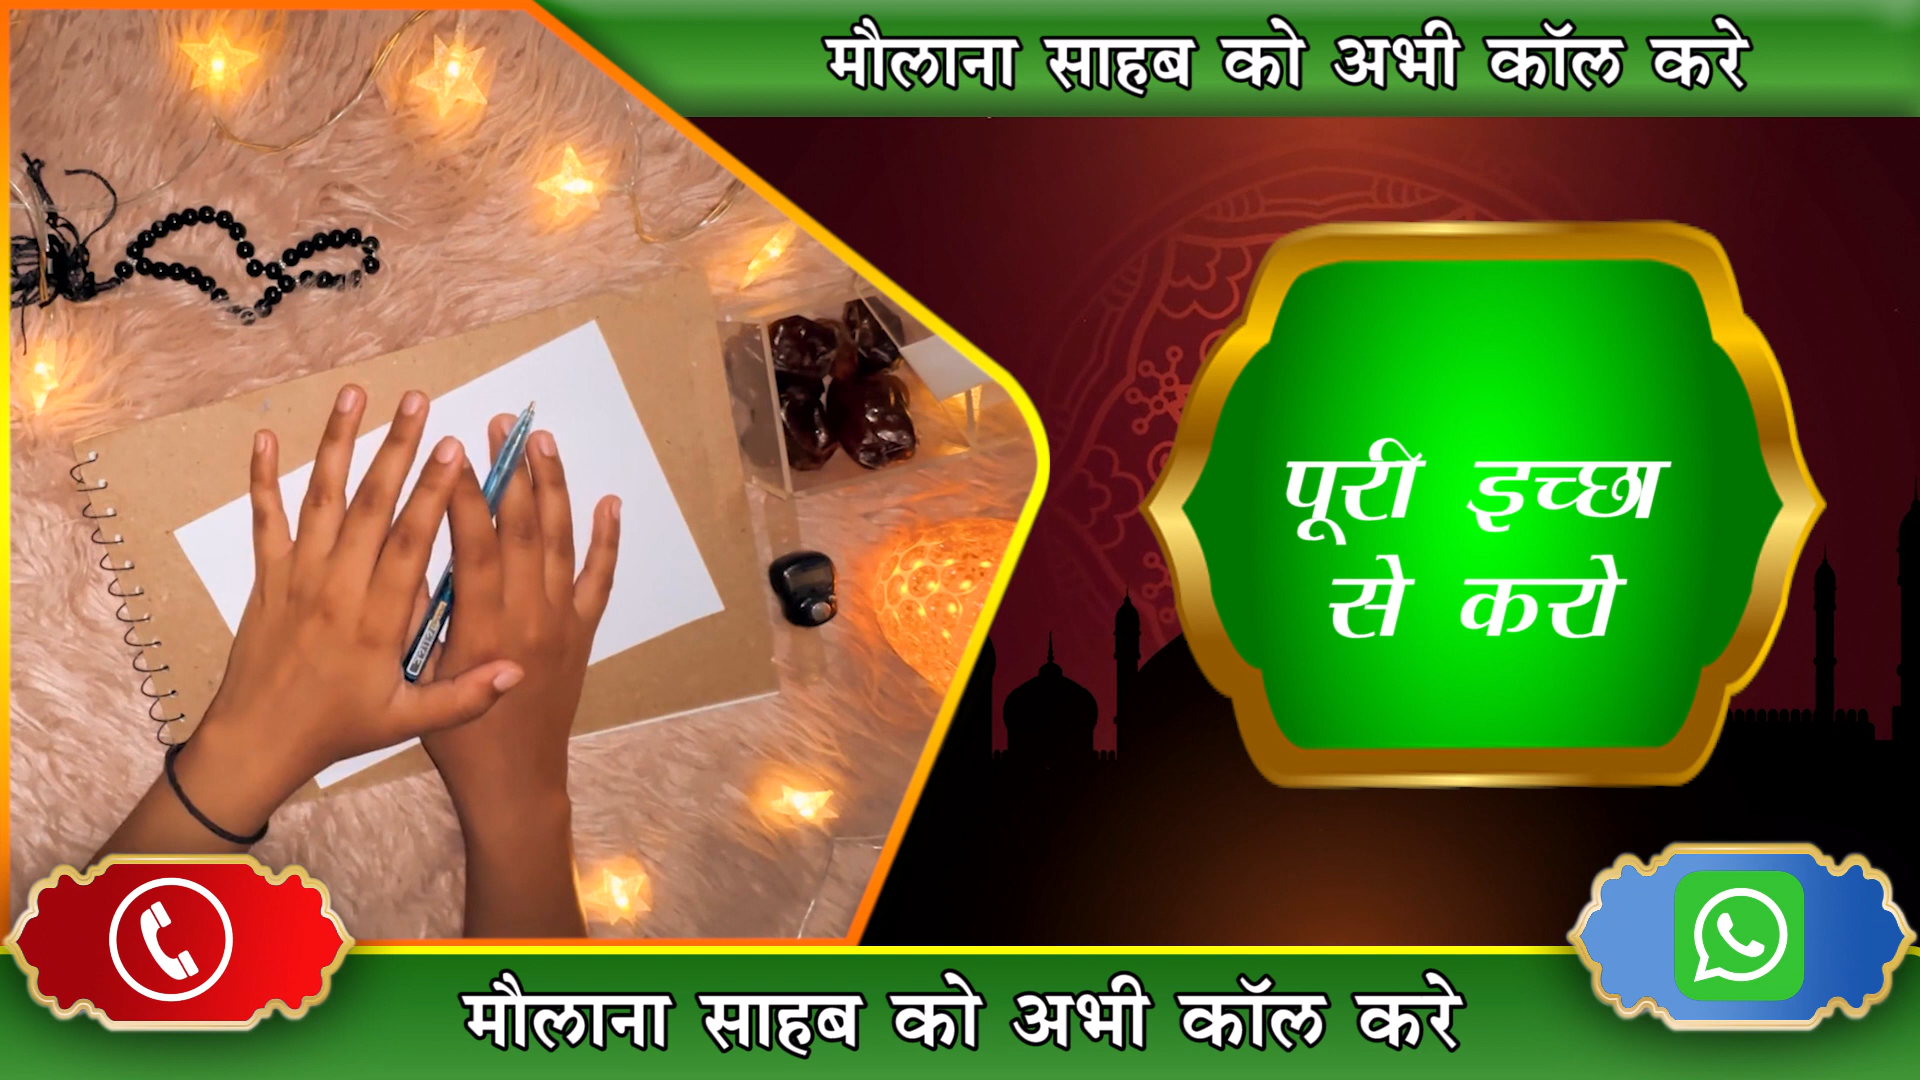 मौलाना साहब को अभी कॉल करे
पूरी इच्छा
से करो
मौलाना साहब को अभी कॉल करे